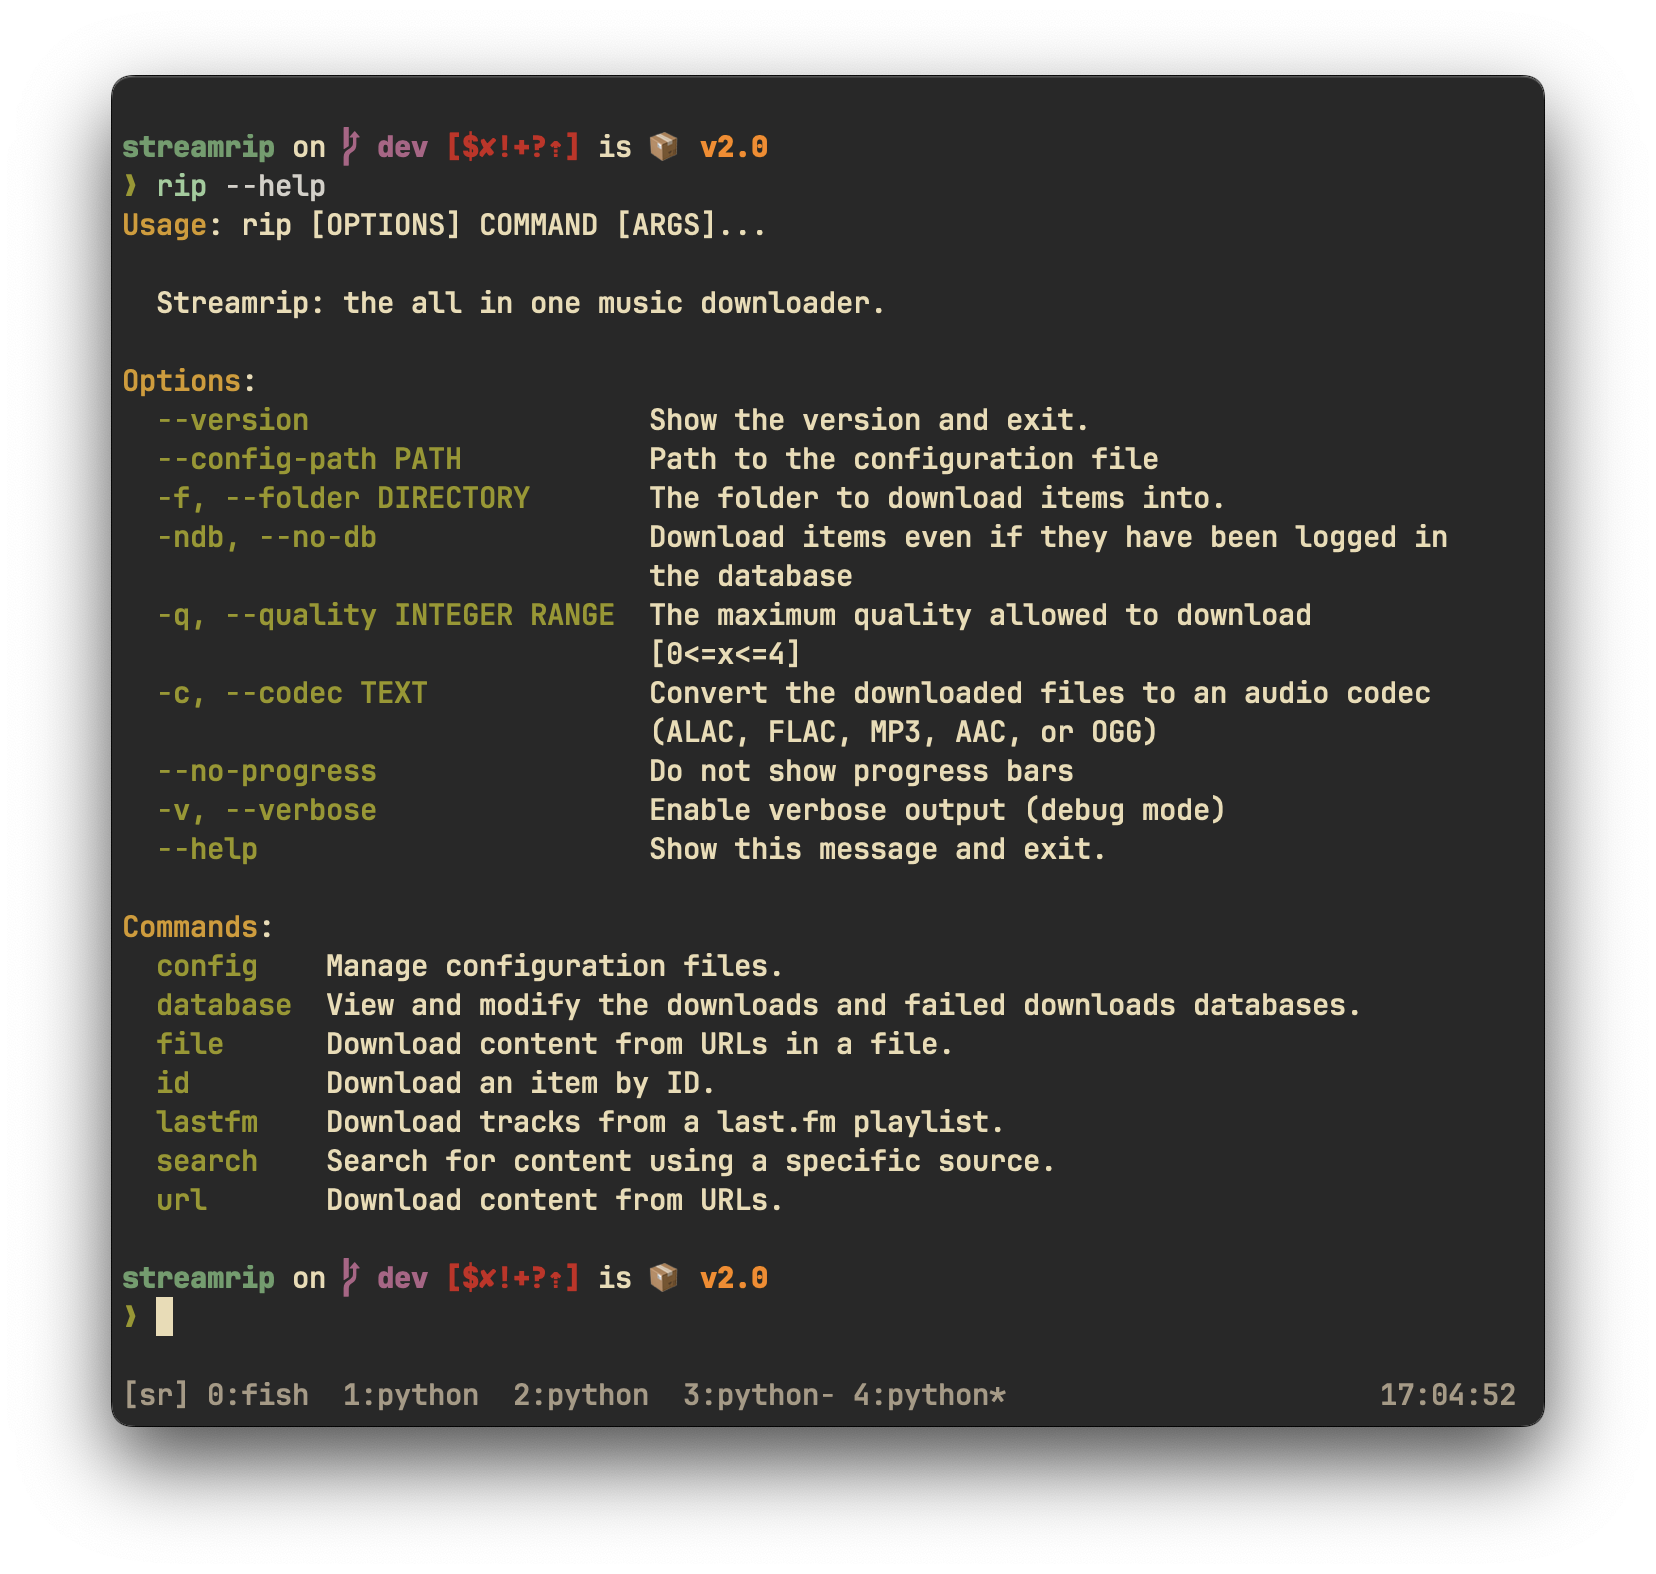 streamrip on dev [$✘!+?⇡] is 📦 v2.0
❱ rip --help
Usage: rip [OPTIONS] COMMAND [ARGS]...
Streamrip: the all in one music downloader.
Options:
--version Show the version and exit.
--config-path PATH Path to the configuration file
-f, --folder DIRECTORY The folder to download items into.
-ndb, --no-db Download items even if they have been logged in
the database
-q, --quality INTEGER RANGE The maximum quality allowed to download
[0<=x<=4]
-c, --codec TEXT Convert the downloaded files to an audio codec
(ALAC, FLAC, MP3, AAC, or OGG)
--no-progress Do not show progress bars
-v, --verbose Enable verbose output (debug mode)
--help Show this message and exit.
Commands:
config Manage configuration files.
database View and modify the downloads and failed downloads databases.
file Download content from URLs in a file.
id Download an item by ID.
lastfm Download tracks from a last.fm playlist.
search Search for content using a specific source.
url Download content from URLs.
streamrip on dev [$✘!+?⇡] is 📦 v2.0
❱
[sr] 0:fish 1:python 2:python 3:python- 4:python* 17:04:52